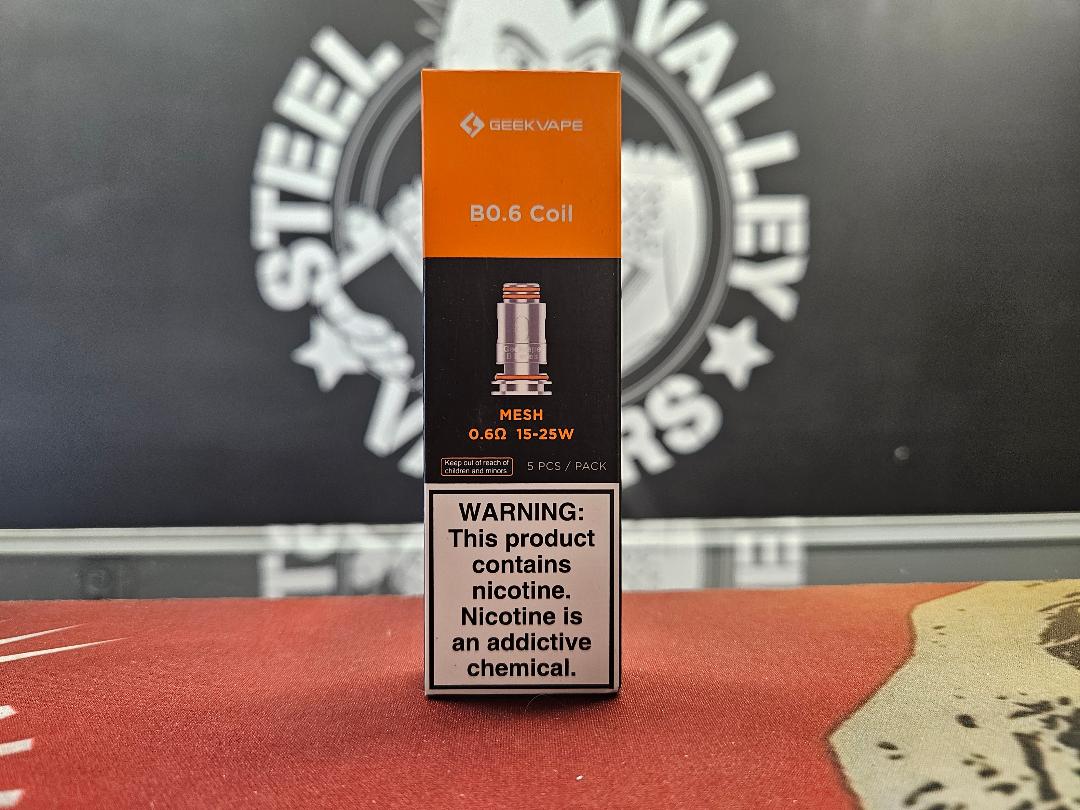 STEEL VALLEY
GEEKVAPE
B0.6 Coil
MESH
0.6Ω 15-25W
Keep out of reach of
children and minors.
5 PCS / PACK
WARNING:
This product
contains
nicotine.
Nicotine is
an addictive
chemical.